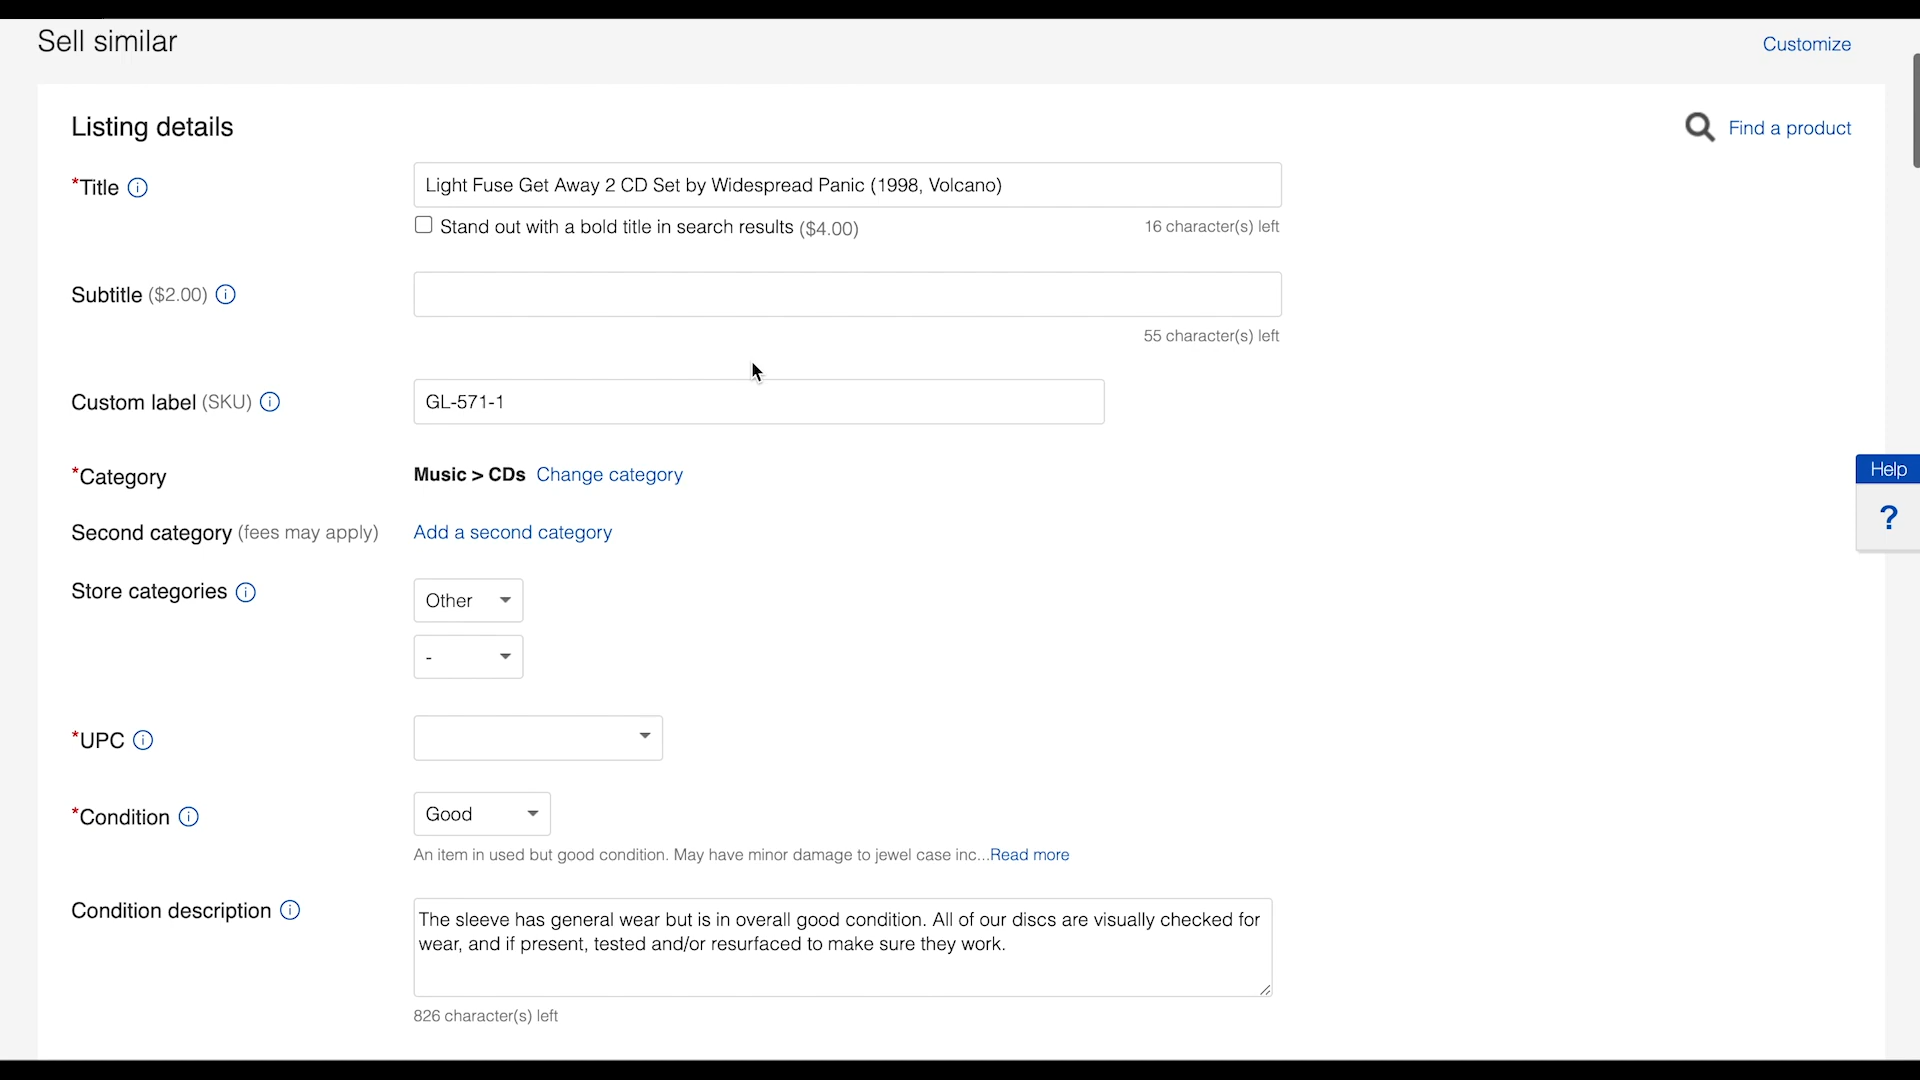 Sell similar
Customize
Listing details
Find a product
*Title
Light Fuse Get Away 2 CD Set by Widespread Panic (1998, Volcano)
Stand out with a bold title in search results ($4.00)
16 character(s) left
Subtitle ($2.00)
55 character(s) left
Custom label (SKU)
GL-571-1
*Category
Music > CDs Change category
Second category (fees may apply)
Add a second category
Store categories
Other
-
*UPC
*Condition
Good
An item in used but good condition. May have minor damage to jewel case inc...Read more
Condition description
The sleeve has general wear but is in overall good condition. All of our discs are visually checked for
wear, and if present, tested and/or resurfaced to make sure they work.
826 character(s) left
Help
?